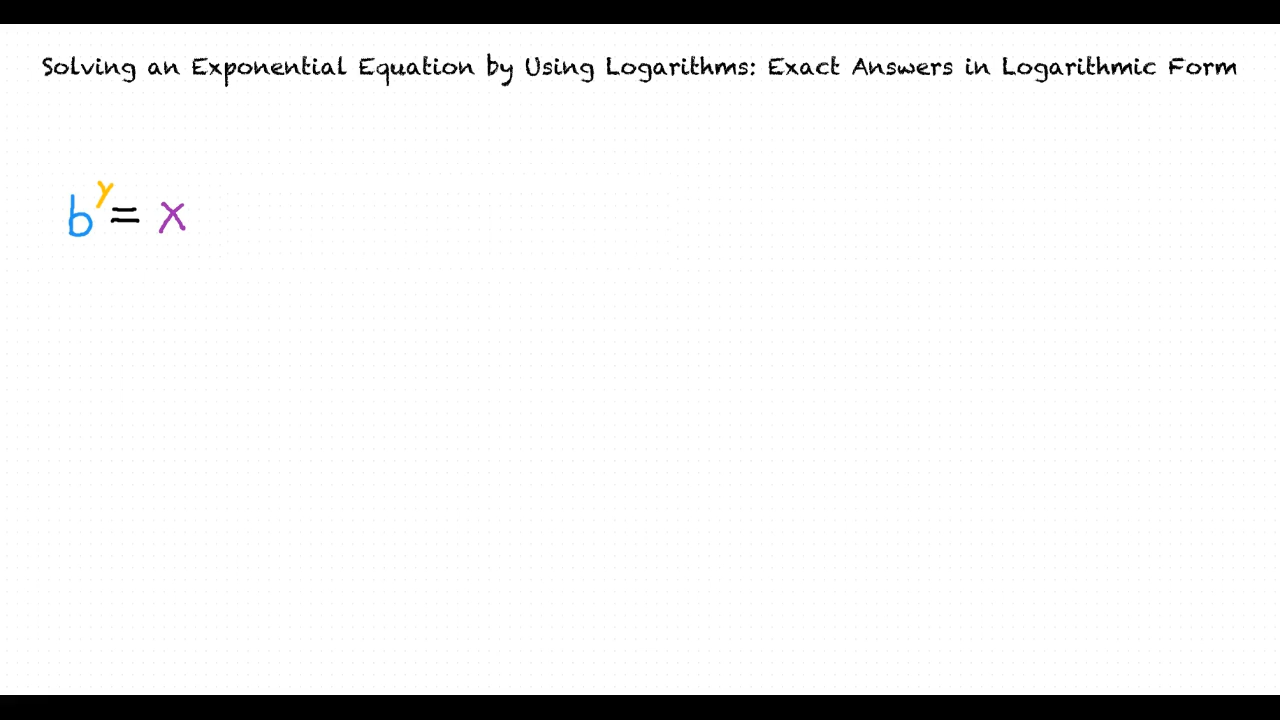 Solving an Exponential Equation by Using Logarithms: Exact Answers in Logarithmic Form
b^y = x